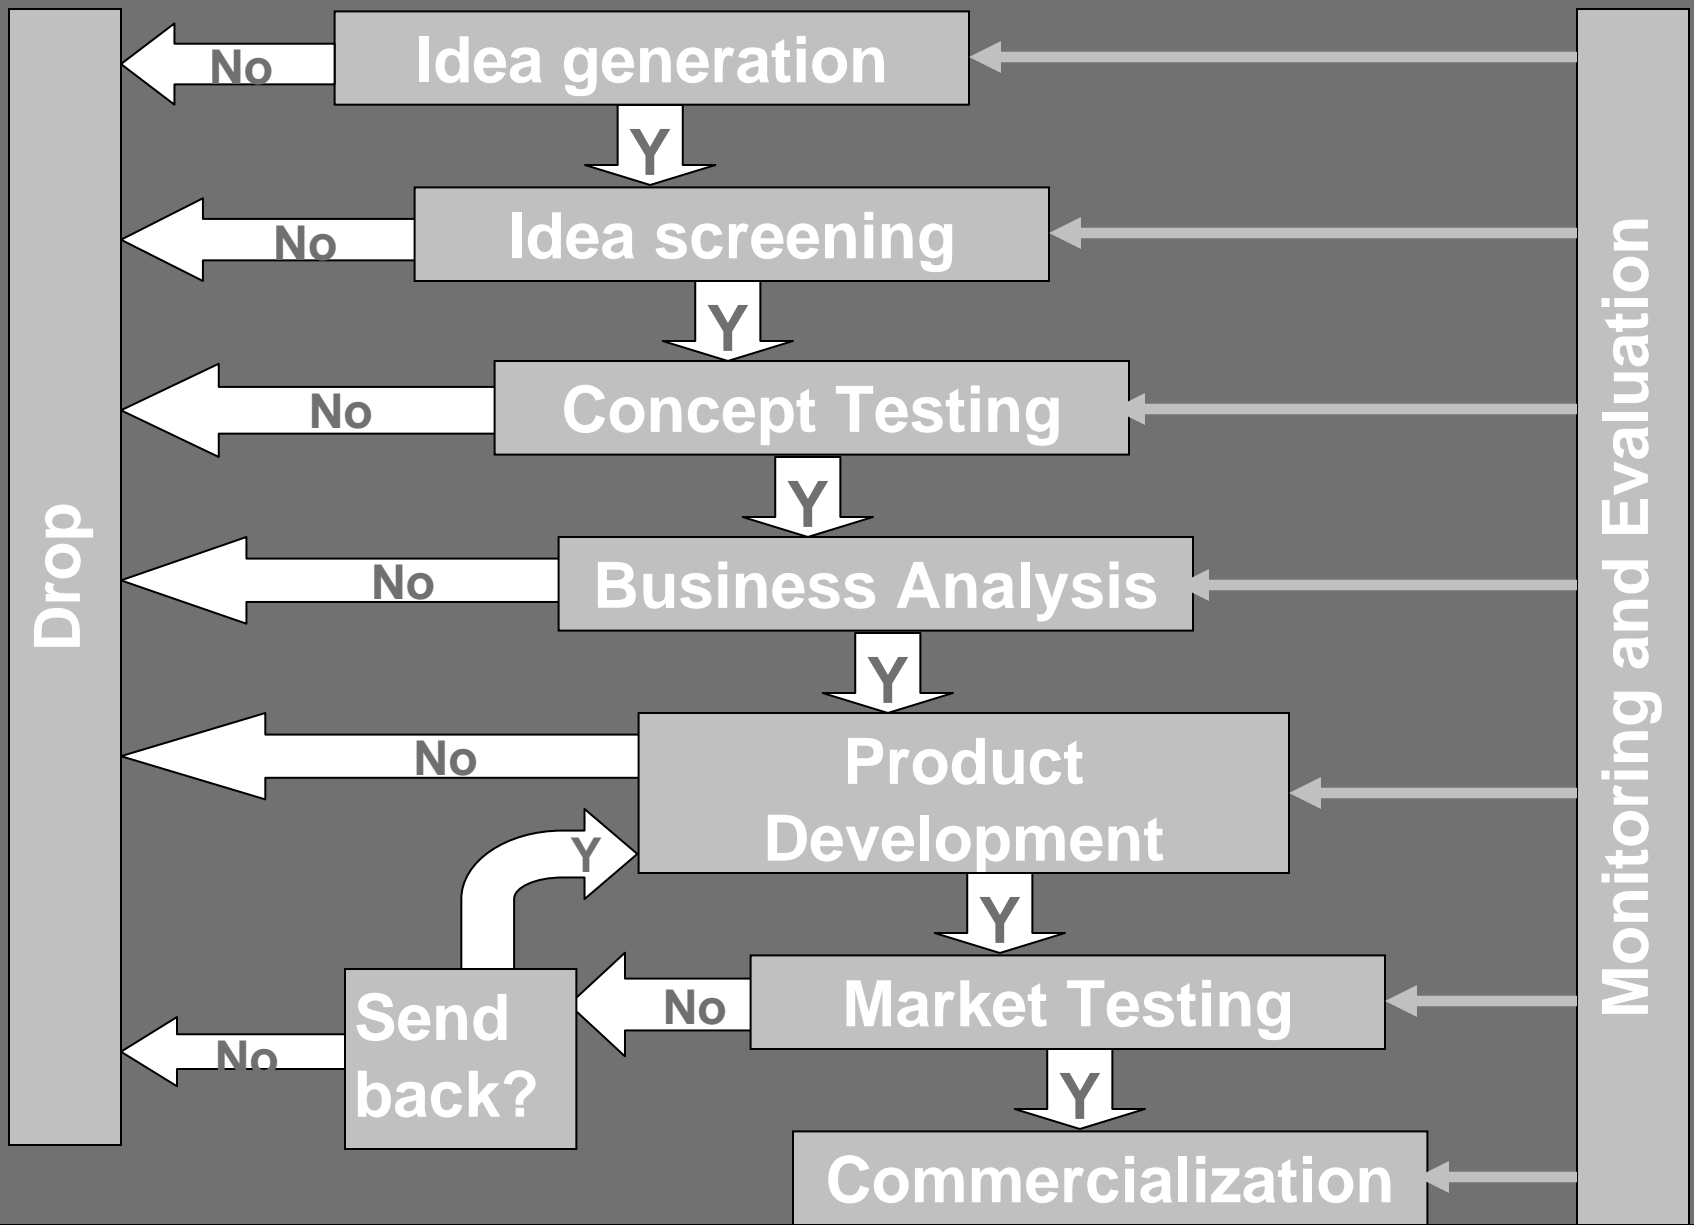 No
Idea generation
Y
No
Idea screening
Y
No
Concept Testing
Y
No
Business Analysis
Y
No
Product
Development
Y
Y
Send
back?
No
Market Testing
No
Y
Commercialization
Drop
Monitoring and Evaluation